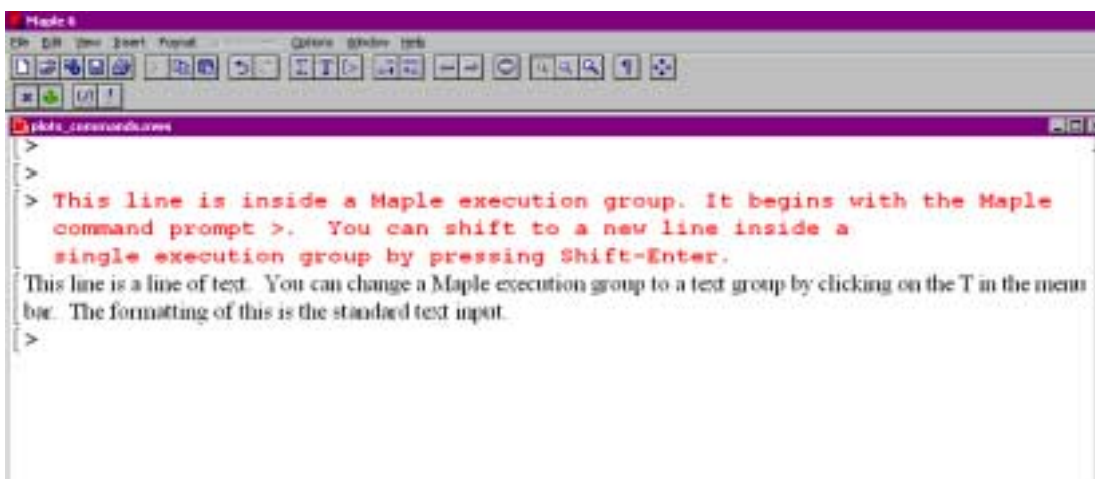 Maple 6
File Edit View Insert Format Options Window Help
plots_commands.mws
>
>
> This line is inside a Maple execution group. It begins with the Maple
command prompt >.  You can shift to a new line inside a
single execution group by pressing Shift-Enter.
This line is a line of text.  You can change a Maple execution group to a text group by clicking on the T in the menu
bar.  The formatting of this is the standard text input.
>